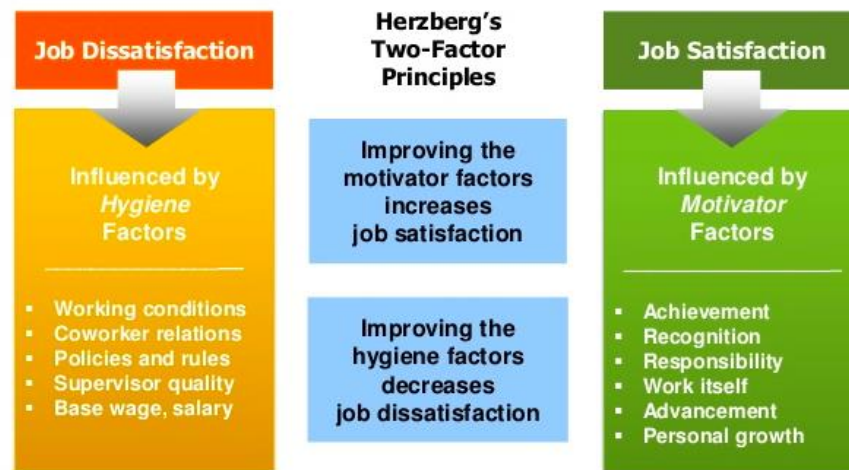 Job Dissatisfaction
Influenced by
Hygiene
Factors
Working conditions
Coworker relations
Policies and rules
Supervisor quality
Base wage, salary
Herzberg's
Two-Factor
Principles
Improving the
motivator factors
increases
job satisfaction
Improving the
hygiene factors
decreases
job dissatisfaction
Job Satisfaction
Influenced by
Motivator
Factors
Achievement
Recognition
Responsibility
Work itself
Advancement
Personal growth